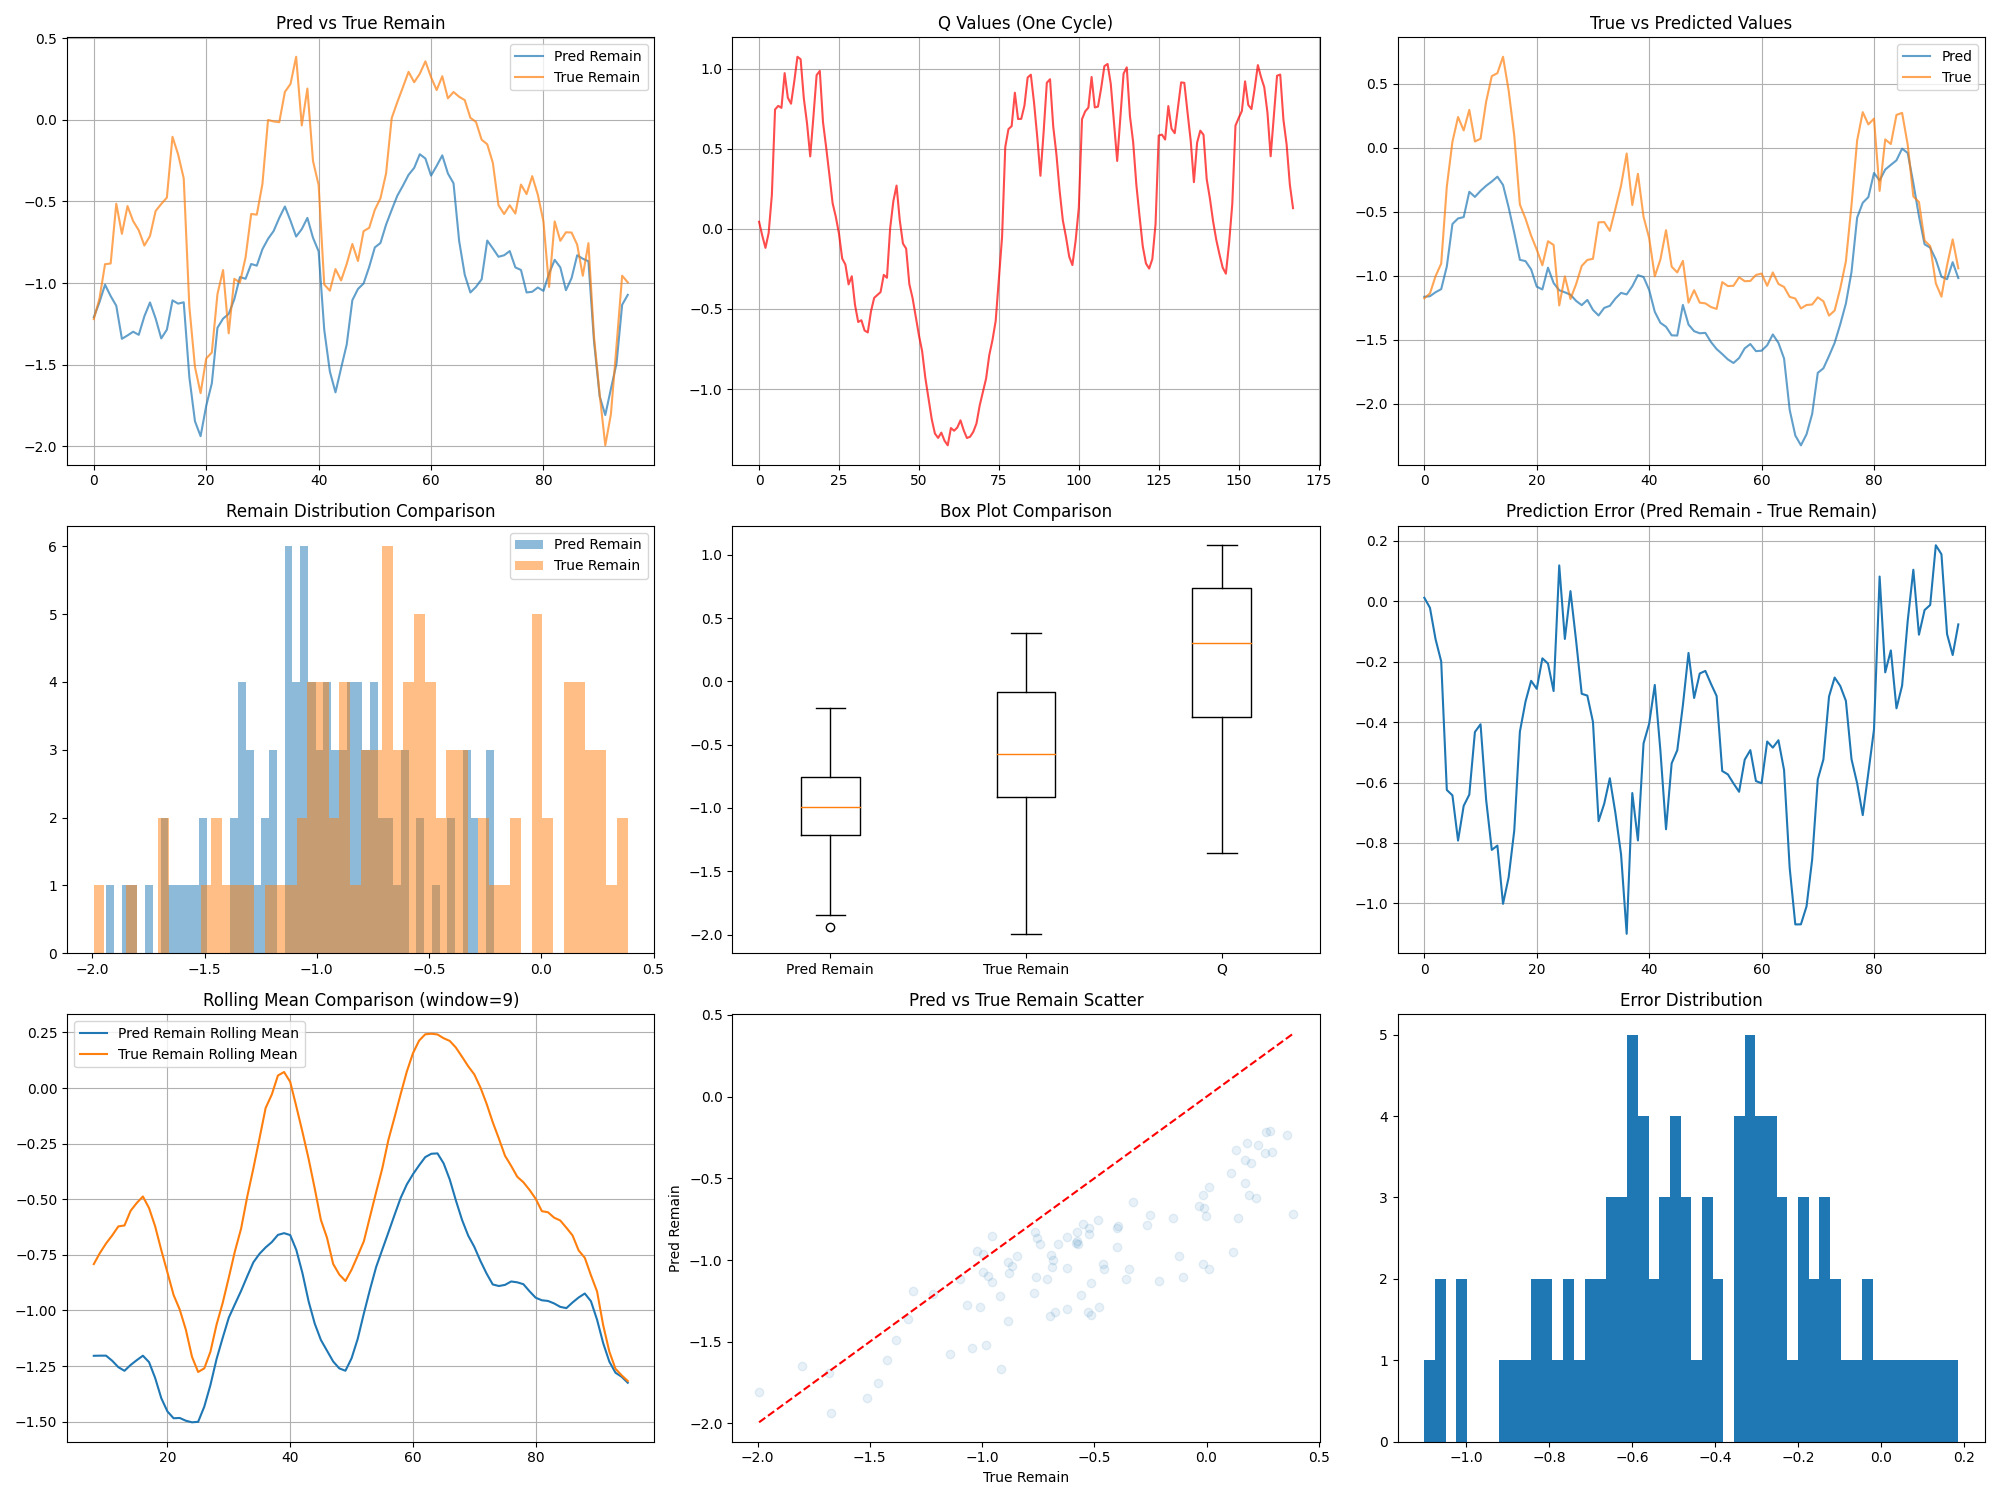 Pred vs True Remain
Pred Remain
True Remain
0.5
0.0
−0.5
−1.0
−1.5
−2.0
0 20 40 60 80
Q Values (One Cycle)
1.0
0.5
0.0
−0.5
−1.0
0 25 50 75 100 125 150 175
True vs Predicted Values
Pred
True
0.5
0.0
−0.5
−1.0
−1.5
−2.0
0 20 40 60 80
Remain Distribution Comparison
Pred Remain
True Remain
6
5
4
3
2
1
0
−2.0 −1.5 −1.0 −0.5 0.0 0.5
Box Plot Comparison
1.0
0.5
0.0
−0.5
−1.0
−1.5
−2.0
Pred Remain True Remain Q
Prediction Error (Pred Remain - True Remain)
0.2
0.0
−0.2
−0.4
−0.6
−0.8
−1.0
0 20 40 60 80
Rolling Mean Comparison (window=9)
Pred Remain Rolling Mean
True Remain Rolling Mean
0.25
0.00
−0.25
−0.50
−0.75
−1.00
−1.25
−1.50
20 40 60 80
Pred vs True Remain Scatter
Pred Remain
0.5
0.0
−0.5
−1.0
−1.5
−2.0
−2.0 −1.5 −1.0 −0.5 0.0 0.5
True Remain
Error Distribution
5
4
3
2
1
0
−1.0 −0.8 −0.6 −0.4 −0.2 0.0 0.2